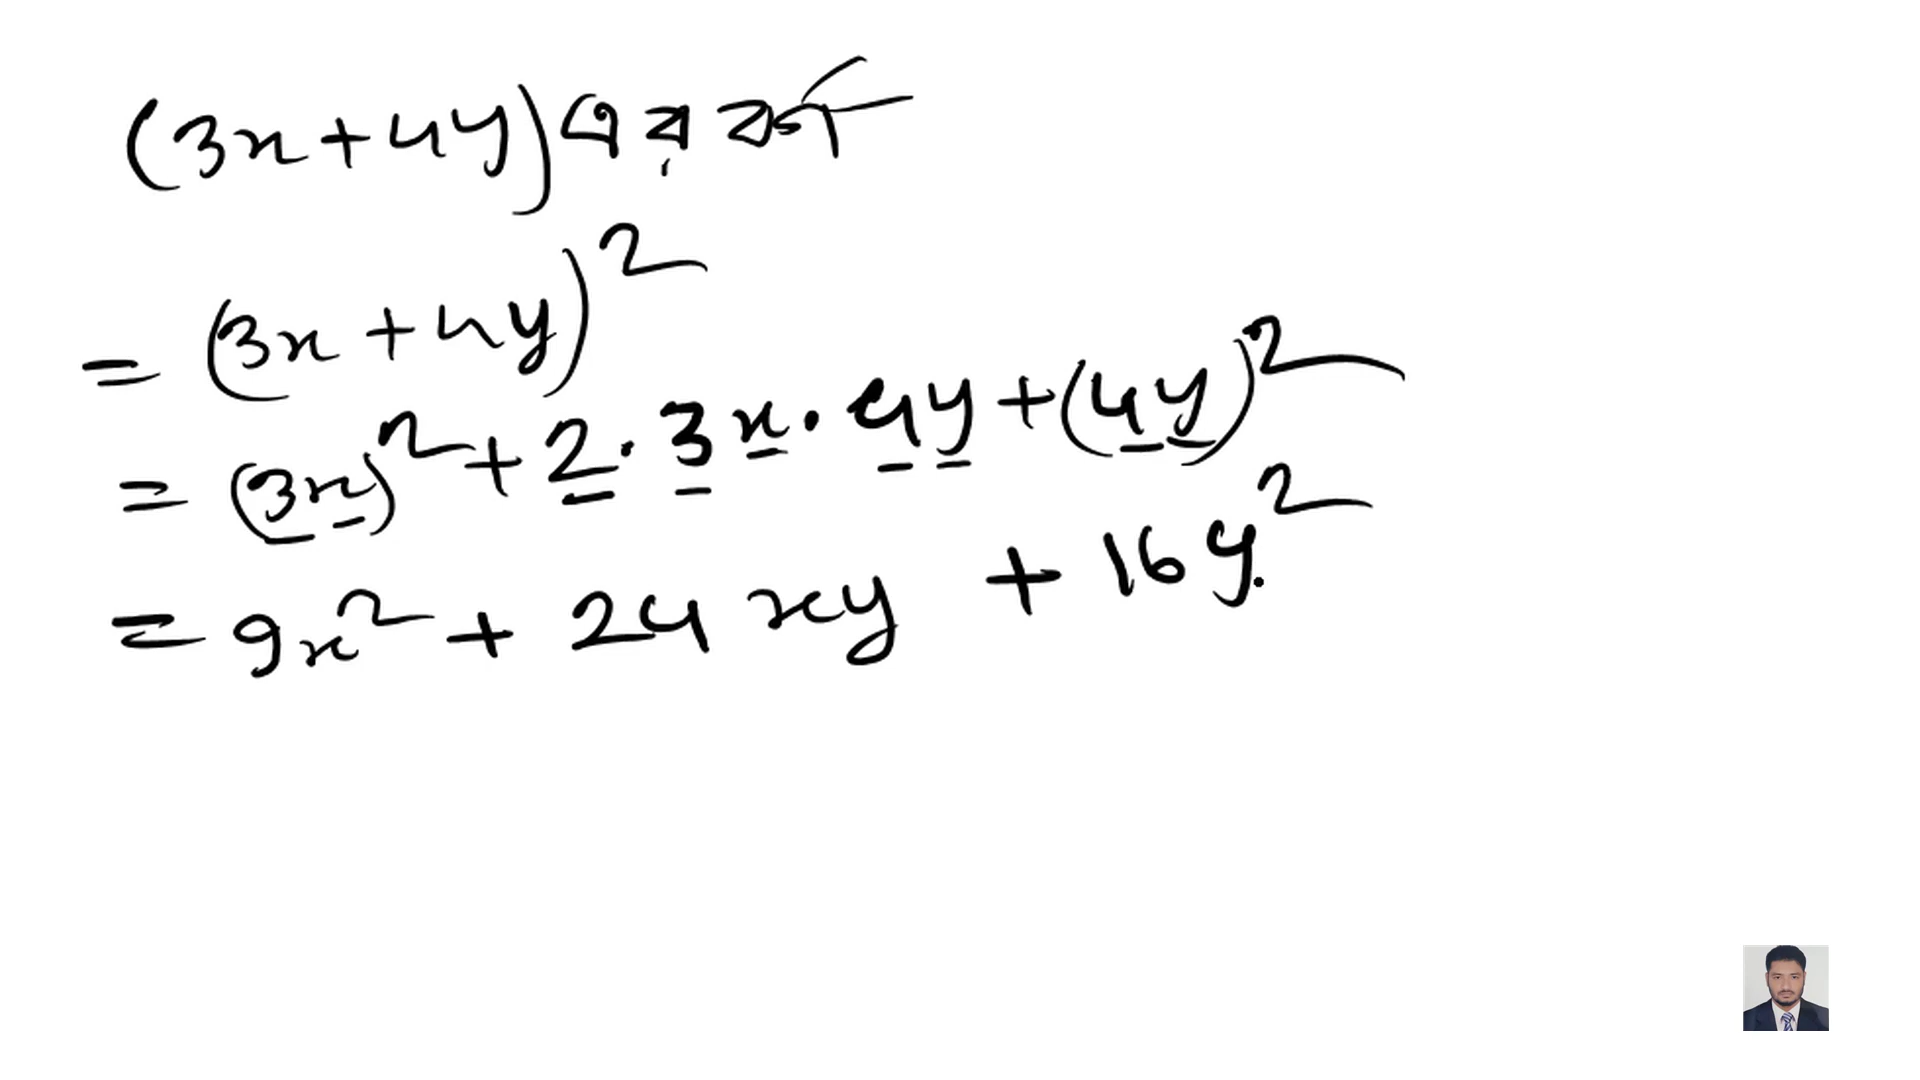 (3x+4y) এর বর্গ
= (3x+4y)²
= (3x)²+2·3x·4y+(4y)²
= 9x²+24xy+16y².